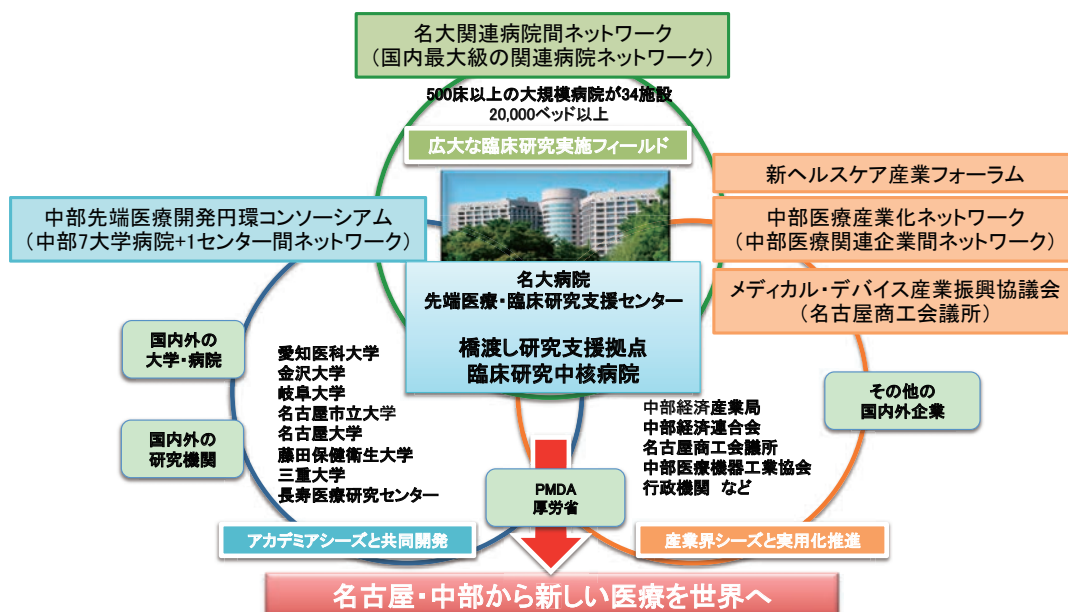 名大関連病院間ネットワーク
(国内最大級の関連病院ネットワーク)
500床以上の大規模病院が34施設
20,000ベッド以上
広大な臨床研究実施フィールド
中部先端医療開発円環コンソーシアム
(中部7大学病院+1センター間ネットワーク)
新ヘルスケア産業フォーラム
中部医療産業化ネットワーク
(中部医療関連企業間ネットワーク)
メディカル・デバイス産業振興協議会
(名古屋商工会議所)
名大病院
先端医療・臨床研究支援センター
橋渡し研究支援拠点
臨床研究中核病院
国内外の
大学・病院
国内外の
研究機関
愛知医科大学
金沢大学
岐阜大学
名古屋市立大学
名古屋大学
藤田保健衛生大学
三重大学
長寿医療研究センター
中部経済産業局
中部経済連合会
名古屋商工会議所
中部医療機器工業協会
行政機関 など
その他の
国内外企業
PMDA
厚労省
アカデミアシーズと共同開発
産業界シーズと実用化推進
名古屋・中部から新しい医療を世界へ